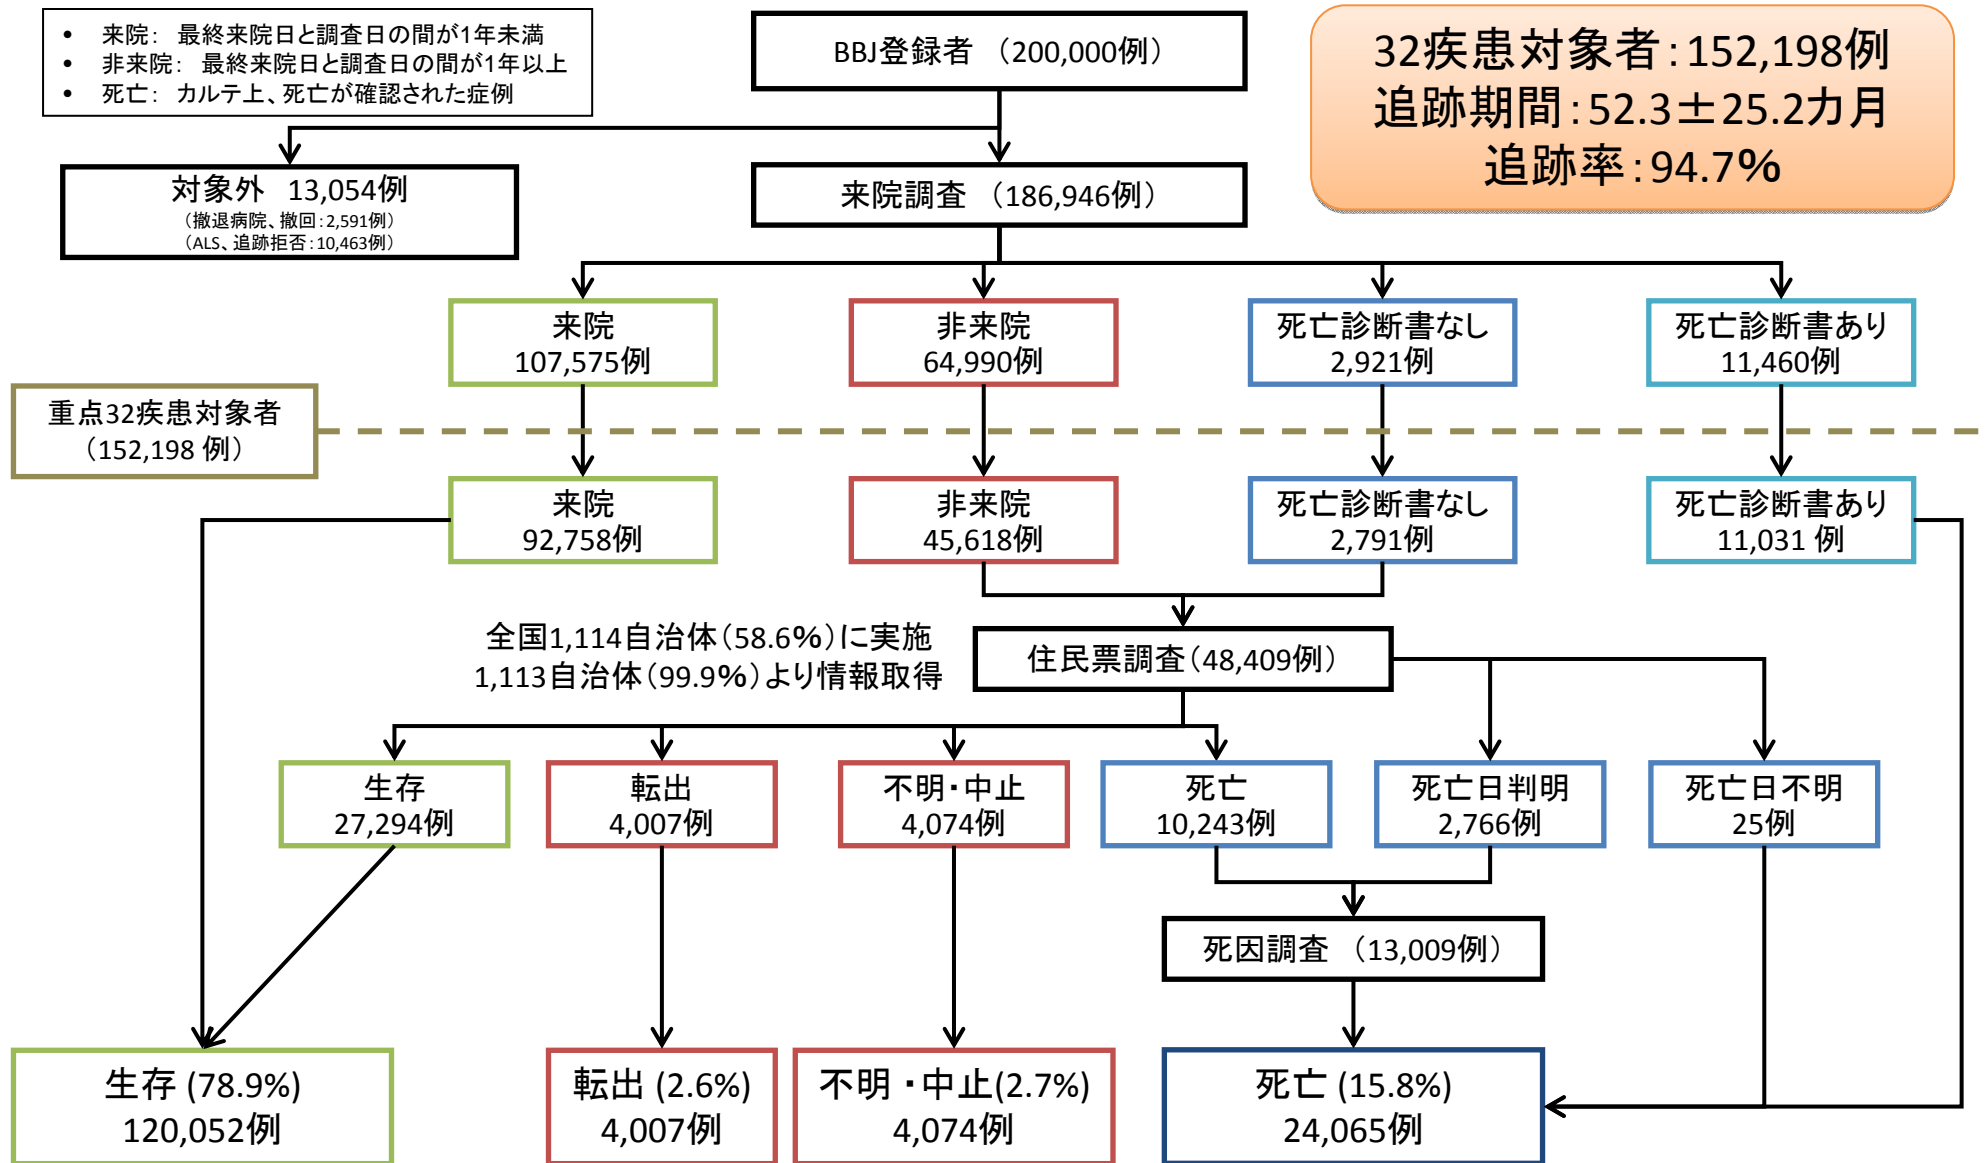 • 来院： 最終来院日と調査日の間が1年未満
• 非来院： 最終来院日と調査日の間が1年以上
• 死亡： カルテ上、死亡が確認された症例
BBJ登録者 （200,000例）
32疾患対象者：152,198例
追跡期間：52.3±25.2カ月
追跡率：94.7％
対象外 13,054例
（撤退病院、撤回：2,591例）
（ALS、追跡拒否：10,463例）
来院調査 （186,946例）
来院
107,575例
非来院
64,990例
死亡診断書なし
2,921例
死亡診断書あり
11,460例
重点32疾患対象者
（152,198 例）
来院
92,758例
非来院
45,618例
死亡診断書なし
2,791例
死亡診断書あり
11,031 例
全国1,114自治体（58.6％）に実施
1,113自治体（99.9％）より情報取得
住民票調査（48,409例）
生存
27,294例
転出
4,007例
不明・中止
4,074例
死亡
10,243例
死亡日判明
2,766例
死亡日不明
25例
死因調査 （13,009例）
生存 (78.9%)
120,052例
転出 (2.6%)
4,007例
不明・中止(2.7%)
4,074例
死亡 (15.8%)
24,065例